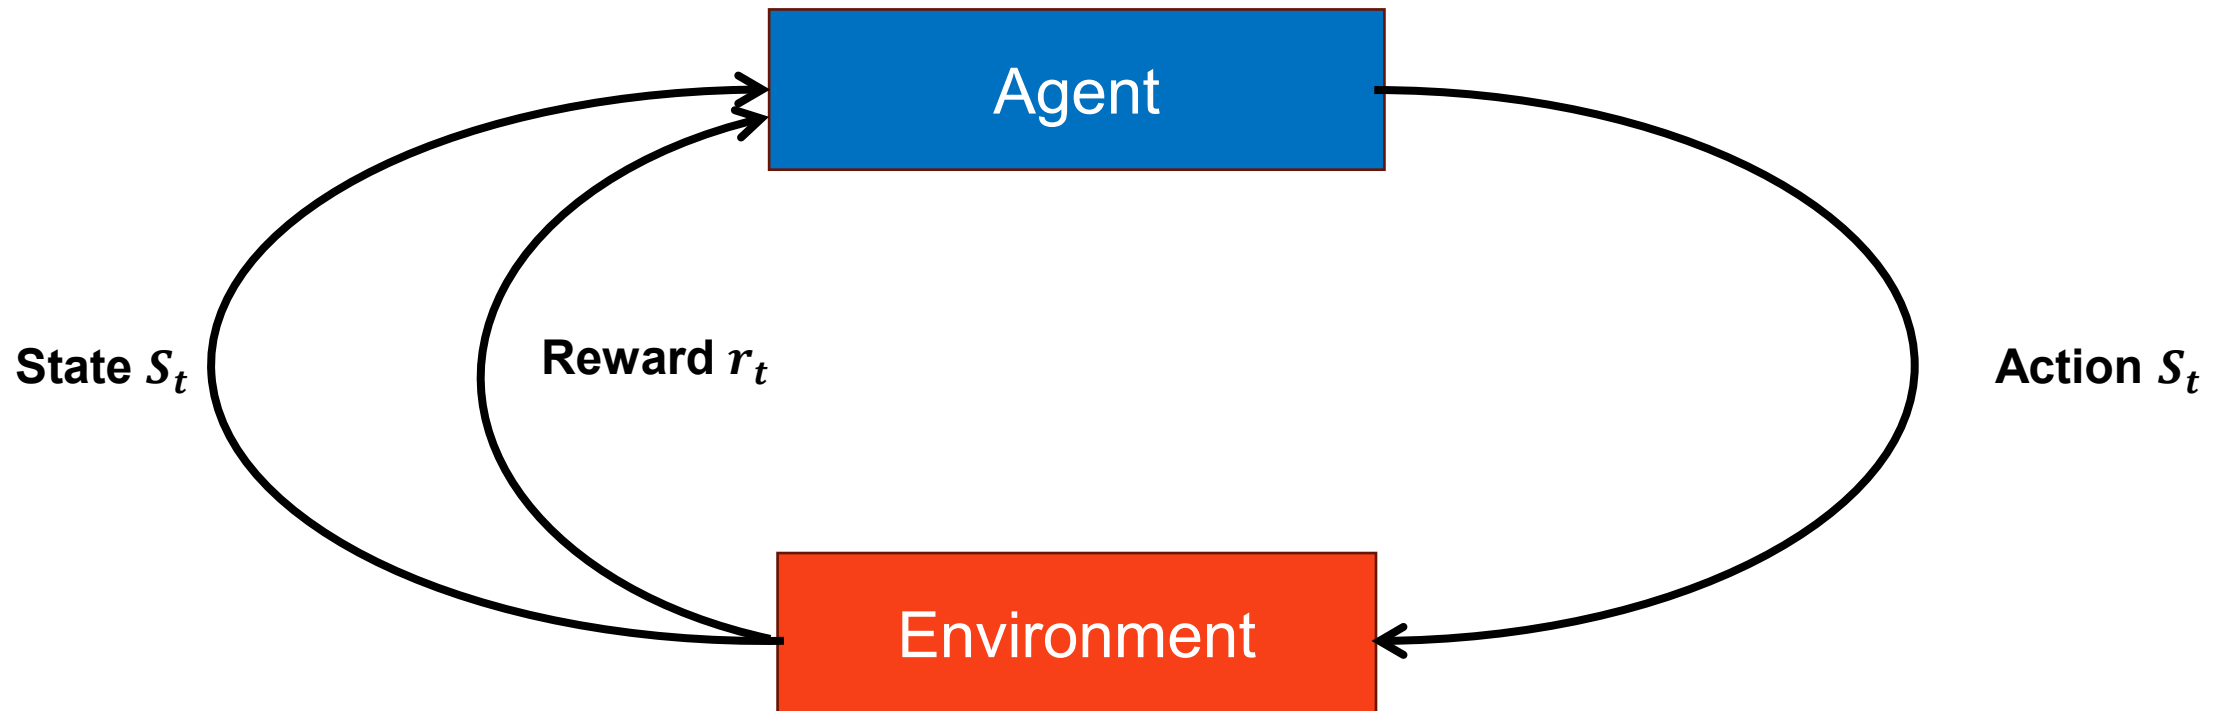 Agent
State S_t
Reward r_t
Action S_t
Environment